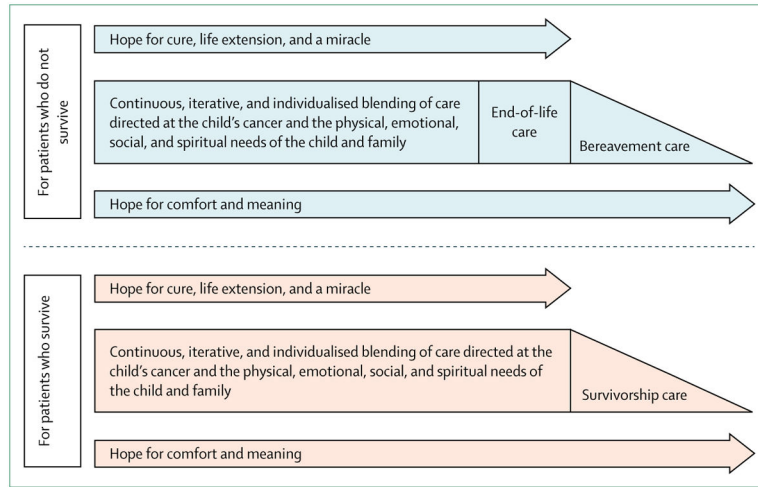 For patients who do not
survive
Hope for cure, life extension, and a miracle
Continuous, iterative, and individualised blending of care
directed at the child's cancer and the physical, emotional,
social, and spiritual needs of the child and family
End-of-life
care
Bereavement care
Hope for comfort and meaning
For patients who survive
Hope for cure, life extension, and a miracle
Continuous, iterative, and individualised blending of care directed at the
child's cancer and the physical, emotional, social, and spiritual needs of
the child and family
Survivorship care
Hope for comfort and meaning